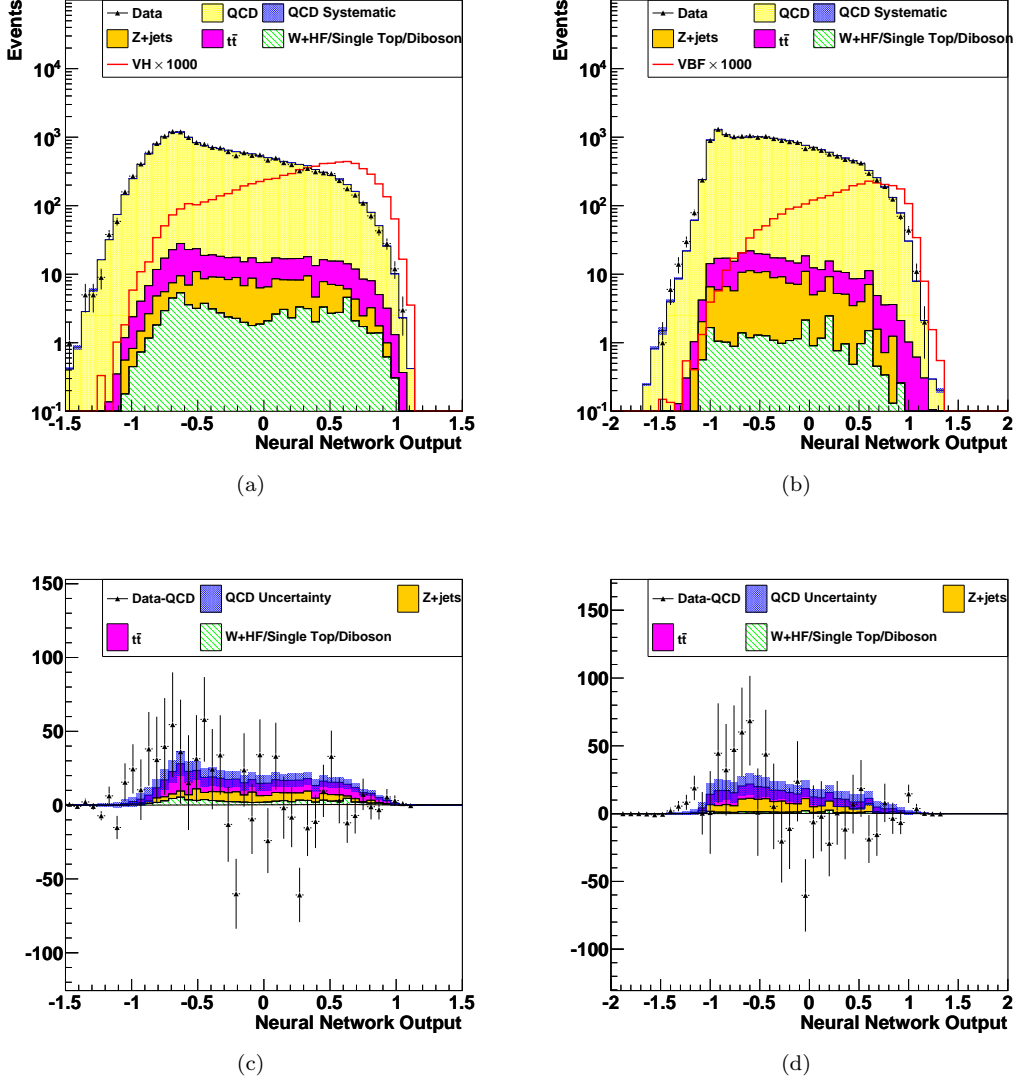 Events
Data
QCD
QCD Systematic
Z+jets
tt̄
W+HF/Single Top/Diboson
VH × 1000
10⁴
10³
10²
10
1
10⁻¹
-1.5 -1 -0.5 0 0.5 1 1.5
Neural Network Output
(a)
Events
Data
QCD
QCD Systematic
Z+jets
tt̄
W+HF/Single Top/Diboson
VBF × 1000
10⁴
10³
10²
10
1
10⁻¹
-2 -1.5 -1 -0.5 0 0.5 1 1.5 2
Neural Network Output
(b)
Data-QCD
QCD Uncertainty
Z+jets
tt̄
W+HF/Single Top/Diboson
150
100
50
0
-50
-100
-1.5 -1 -0.5 0 0.5 1 1.5
Neural Network Output
(c)
Data-QCD
QCD Uncertainty
Z+jets
tt̄
W+HF/Single Top/Diboson
150
100
50
0
-50
-100
-2 -1.5 -1 -0.5 0 0.5 1 1.5 2
Neural Network Output
(d)